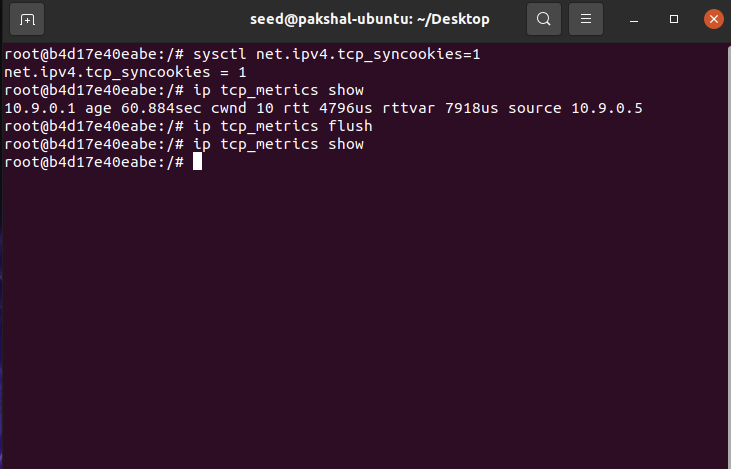 seed@pakshal-ubuntu: ~/Desktop
root@b4d17e40eabe:/# sysctl net.ipv4.tcp_syncookies=1
net.ipv4.tcp_syncookies = 1
root@b4d17e40eabe:/# ip tcp_metrics show
10.9.0.1 age 60.884sec cwnd 10 rtt 4796us rttvar 7918us source 10.9.0.5
root@b4d17e40eabe:/# ip tcp_metrics flush
root@b4d17e40eabe:/# ip tcp_metrics show
root@b4d17e40eabe:/#